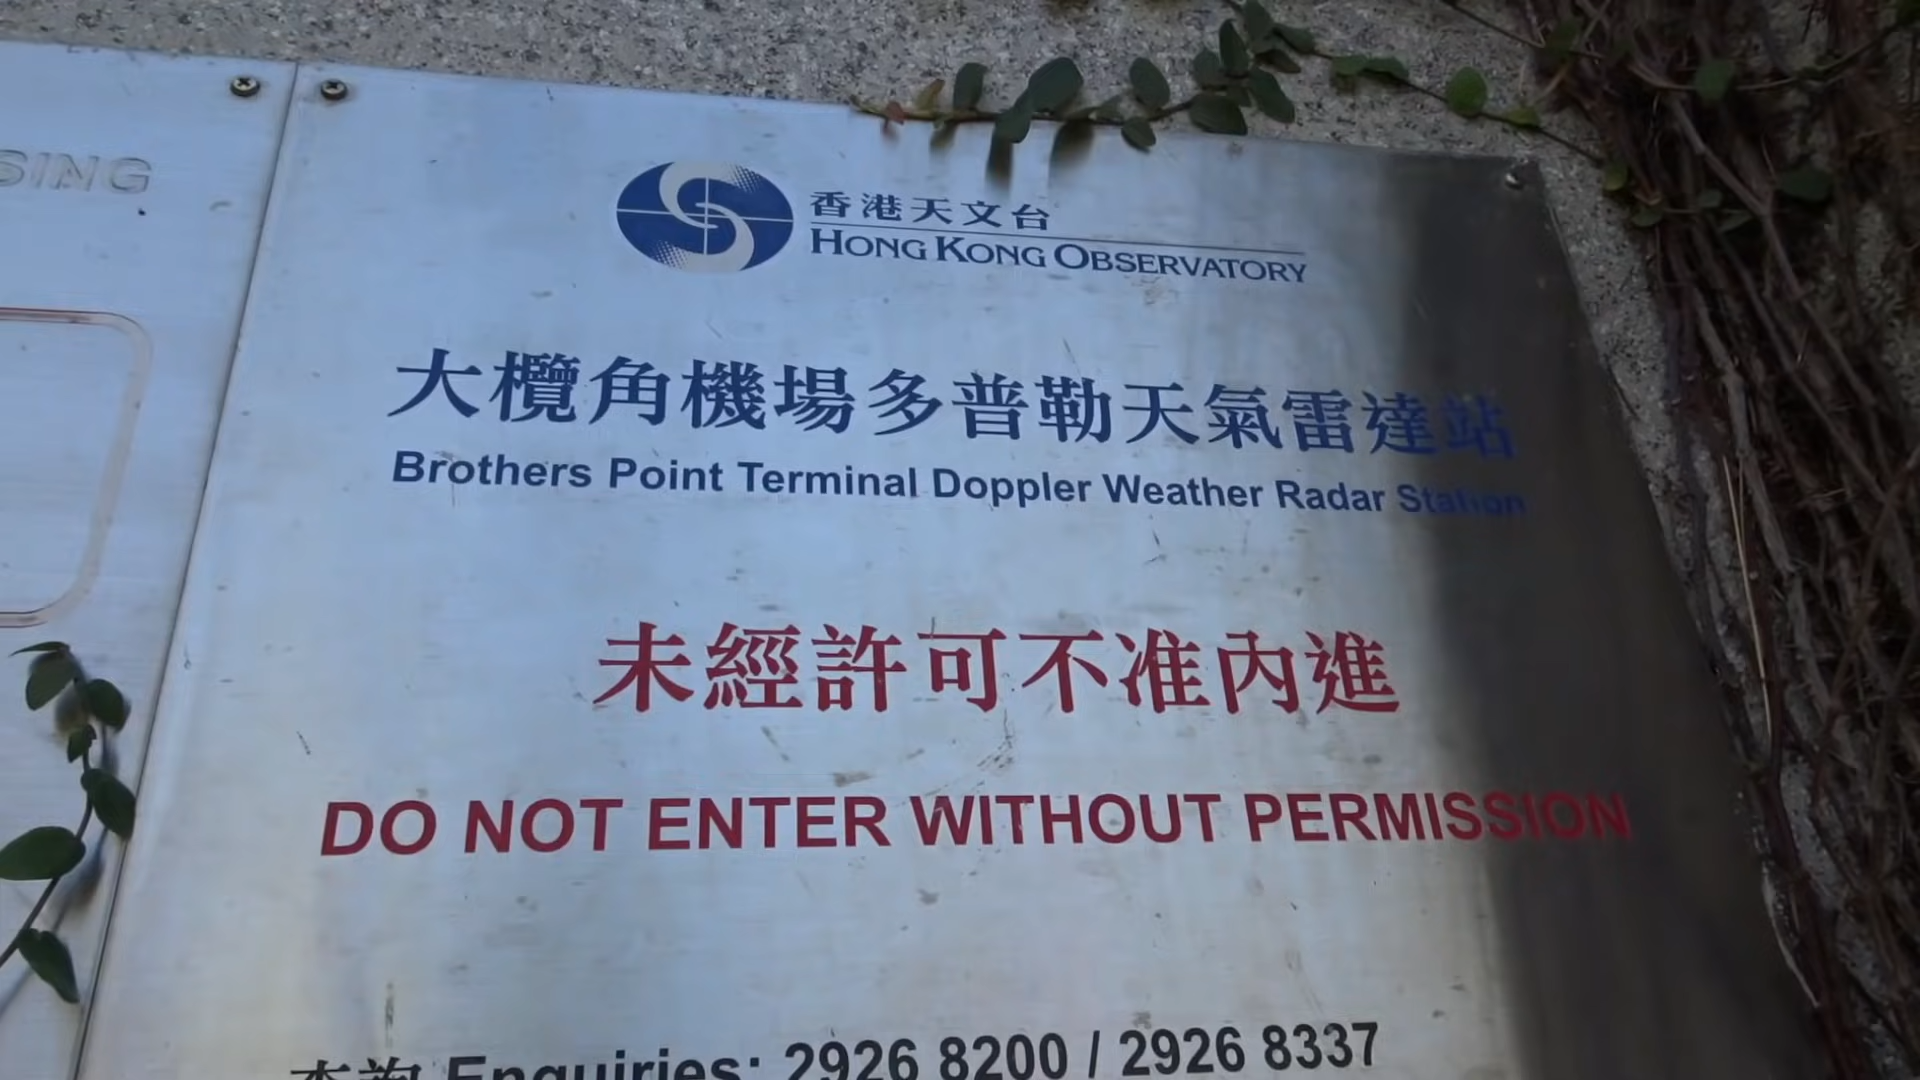 SING
香港天文台
HONG KONG OBSERVATORY
大欖角機場多普勒天氣雷達站
Brothers Point Terminal Doppler Weather Radar Station
未經許可不准內進
DO NOT ENTER WITHOUT PERMISSION
查詢 Enquiries: 2926 8200 / 2926 8337